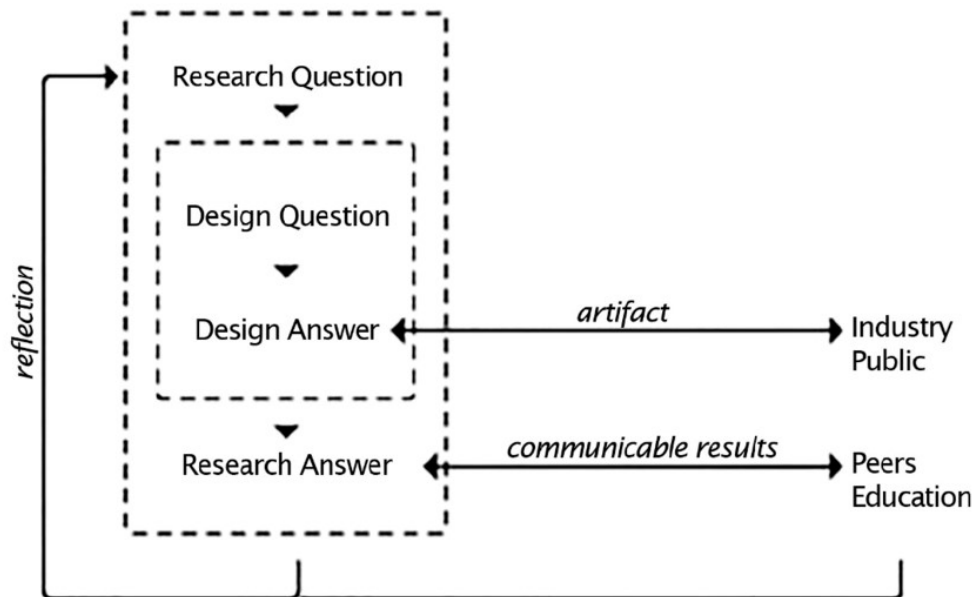 Research Question
Design Question
reflection
Design Answer
artifact
Industry
Public
Research Answer
communicable results
Peers
Education